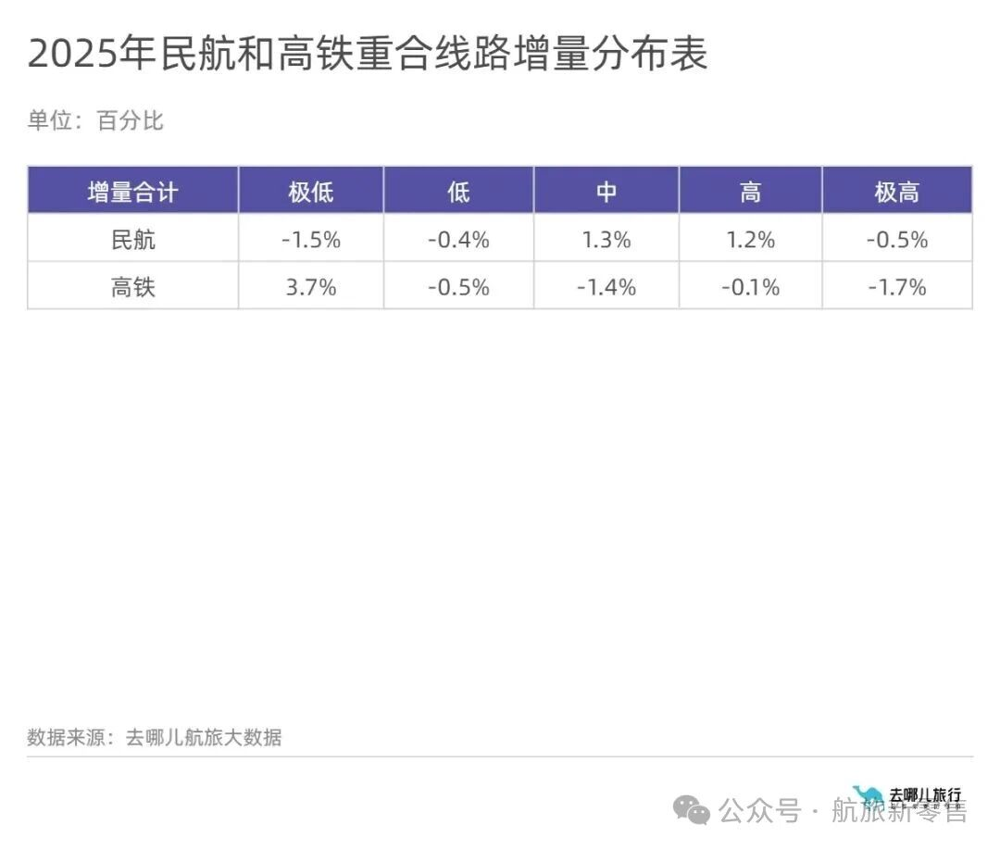 2025年民航和高铁重合线路增量分布表
单位：百分比
增量合计 极低 低 中 高 极高
民航 -1.5% -0.4% 1.3% 1.2% -0.5%
高铁 3.7% -0.5% -1.4% -0.1% -1.7%
数据来源：去哪儿航旅大数据
去哪儿旅行
公众号 · 航旅新零售